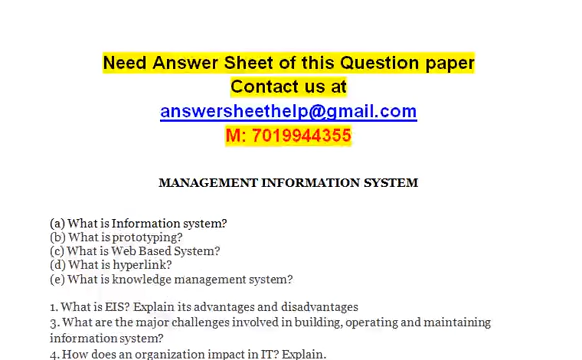 Need Answer Sheet of this Question paper
Contact us at
answersheethelp@gmail.com
M: 7019944355
MANAGEMENT INFORMATION SYSTEM
(a) What is Information system?
(b) What is prototyping?
(c) What is Web Based System?
(d) What is hyperlink?
(e) What is knowledge management system?
1. What is EIS? Explain its advantages and disadvantages
3. What are the major challenges involved in building, operating and maintaining
information system?
4. How does an organization impact in IT? Explain.